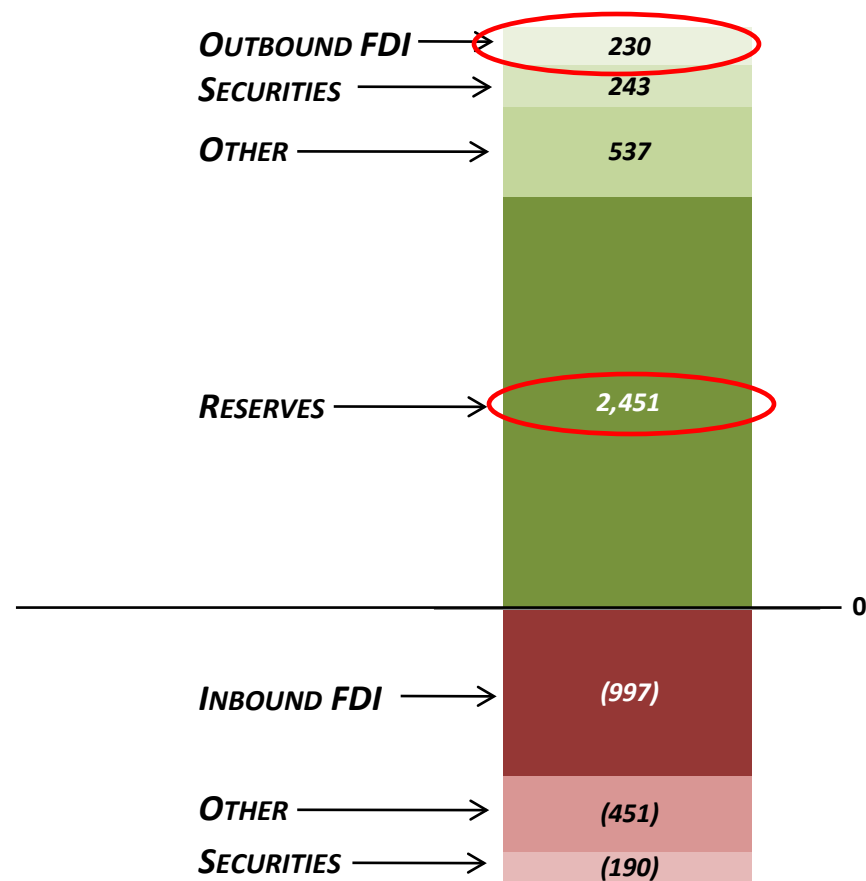 OUTBOUND FDI 230
SECURITIES 243
OTHER 537
RESERVES 2,451
0
INBOUND FDI (997)
OTHER (451)
SECURITIES (190)